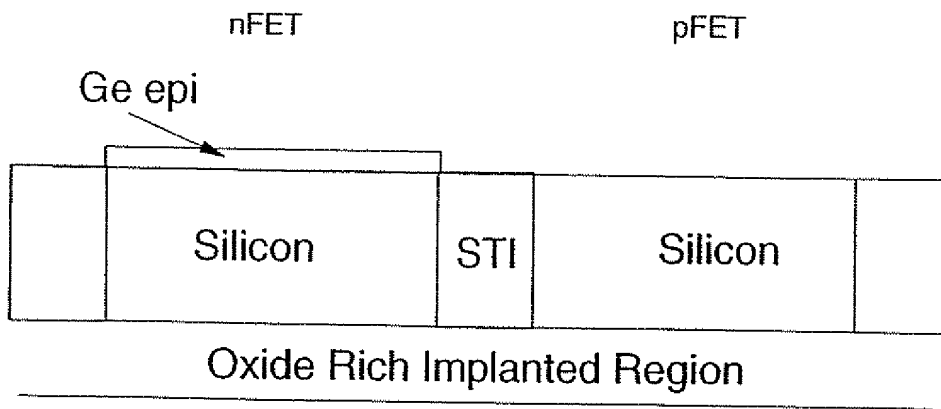 nFET pFET
Ge epi
Silicon STI Silicon
Oxide Rich Implanted Region